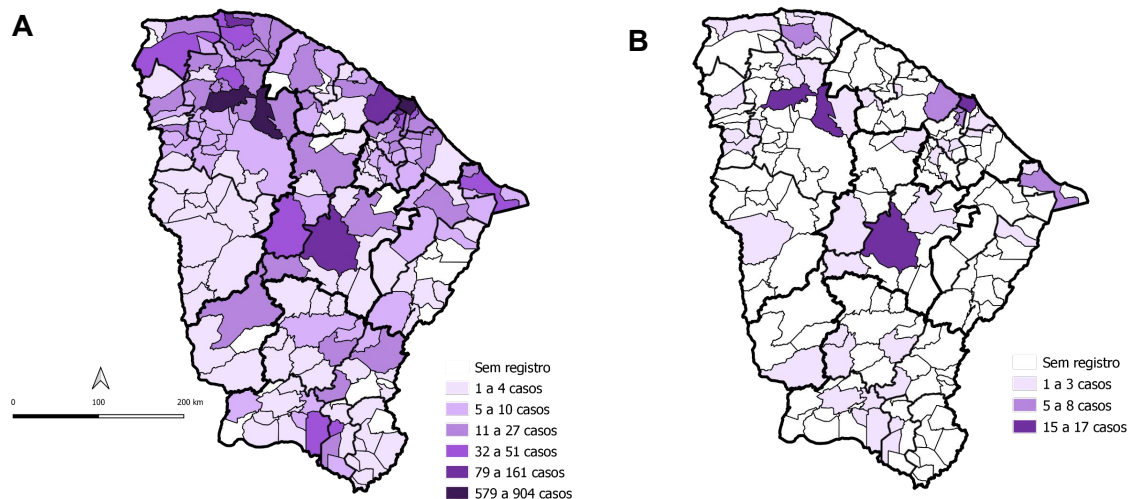 A
B
Sem registro
1 a 4 casos
5 a 10 casos
11 a 27 casos
32 a 51 casos
79 a 161 casos
579 a 904 casos
0 100 200 km
Sem registro
1 a 3 casos
5 a 8 casos
15 a 17 casos